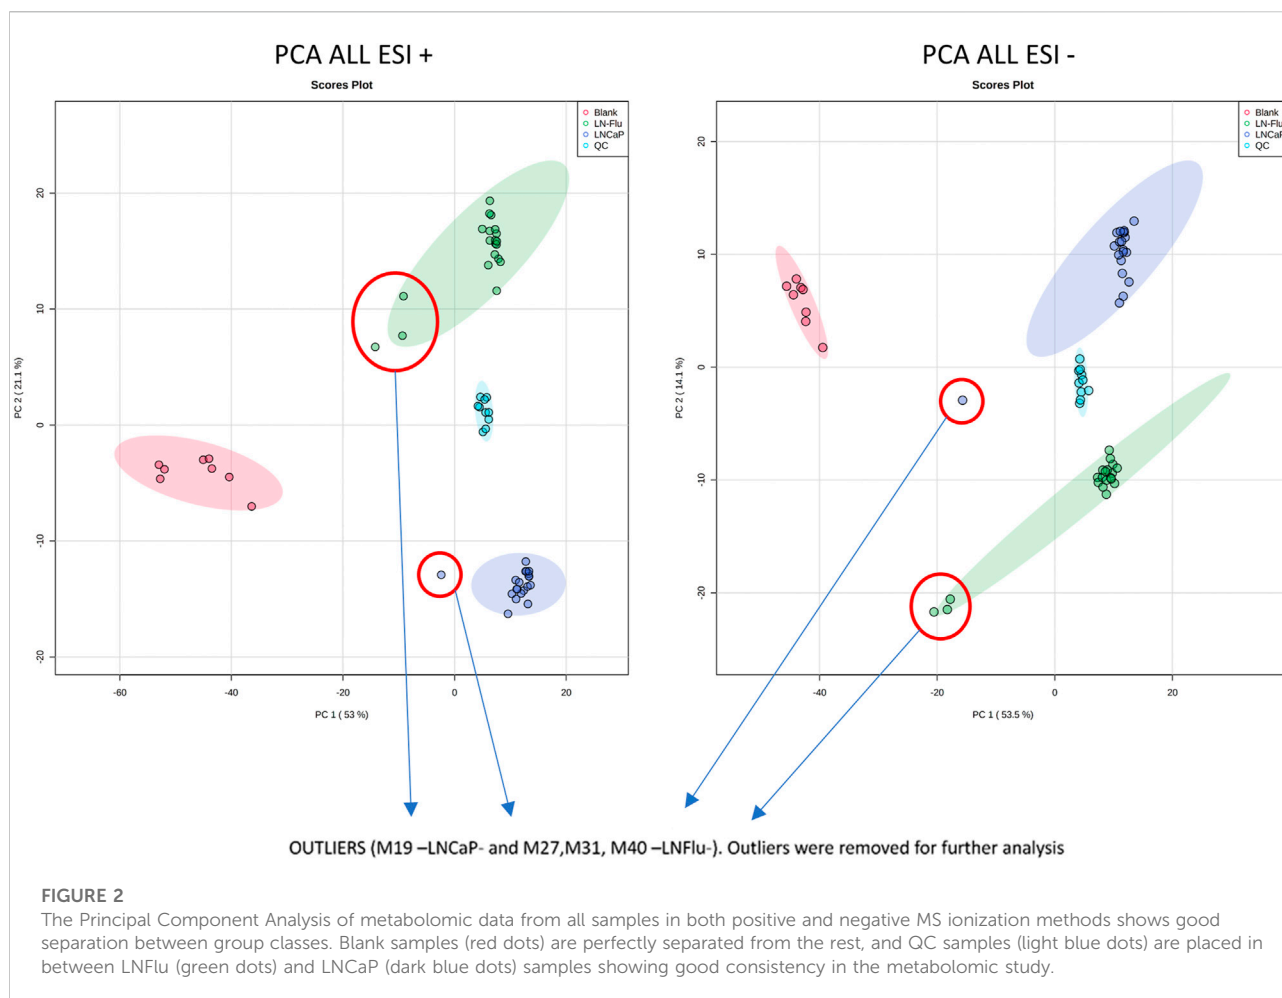 PCA ALL ESI +
Scores Plot
Blank
LN-Flu
LNCaP
QC
20
10
0
-10
-20
PC 2 ( 21.1 %)
-60
-40
-20
0
20
PC 1 ( 53 %)
PCA ALL ESI -
Scores Plot
Blank
LN-Flu
LNCaP
QC
20
10
0
-10
-20
PC 2 ( 14.1 %)
-40
-20
0
20
PC 1 ( 53.5 %)
OUTLIERS (M19 –LNCaP- and M27,M31, M40 –LNFlu-). Outliers were removed for further analysis
FIGURE 2
The Principal Component Analysis of metabolomic data from all samples in both positive and negative MS ionization methods shows good
separation between group classes. Blank samples (red dots) are perfectly separated from the rest, and QC samples (light blue dots) are placed in
between LNFlu (green dots) and LNCaP (dark blue dots) samples showing good consistency in the metabolomic study.